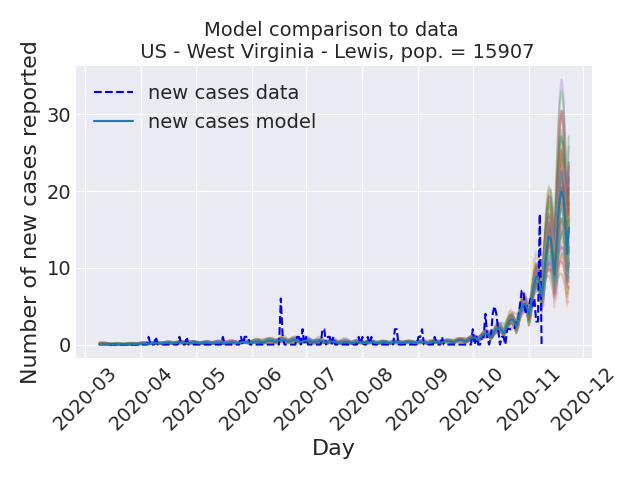 Model comparison to data
US - West Virginia - Lewis, pop. = 15907
Number of new cases reported
30
20
10
0
new cases data
new cases model
2020-03
2020-04
2020-05
2020-06
2020-07
2020-08
2020-09
2020-10
2020-11
2020-12
Day